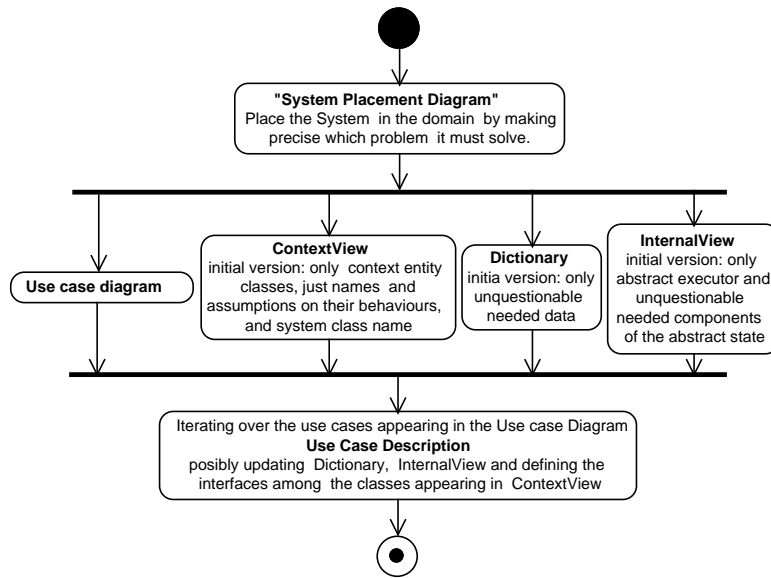 "System Placement Diagram"
Place the System in the domain by making
precise which problem it must solve.
Use case diagram
ContextView
initial version: only context entity
classes, just names and
assumptions on their behaviours,
and system class name
Dictionary
initia version: only
unquestionable
needed data
InternalView
initial version: only
abstract executor and
unquestionable
needed components
of the abstract state
Iterating over the use cases appearing in the Use case Diagram
Use Case Description
posibly updating Dictionary, InternalView and defining the
interfaces among the classes appearing in ContextView